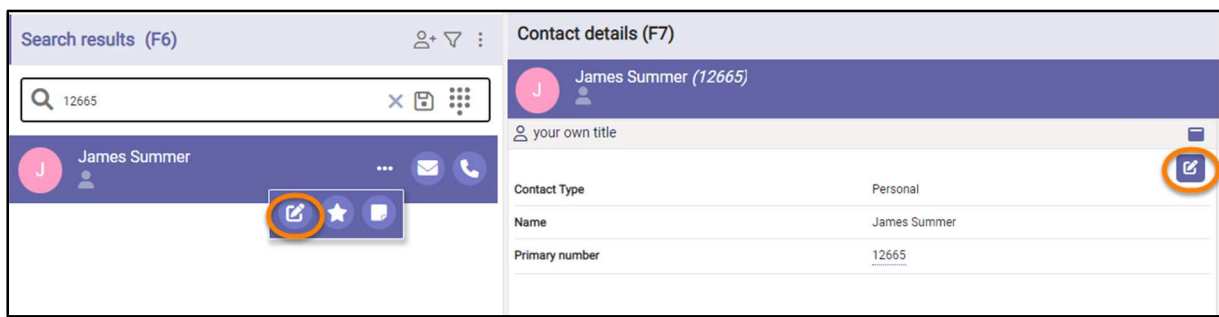 Search results (F6)
12665
J
James Summer
Contact details (F7)
J
James Summer (12665)
your own title
Contact Type Personal
Name James Summer
Primary number 12665